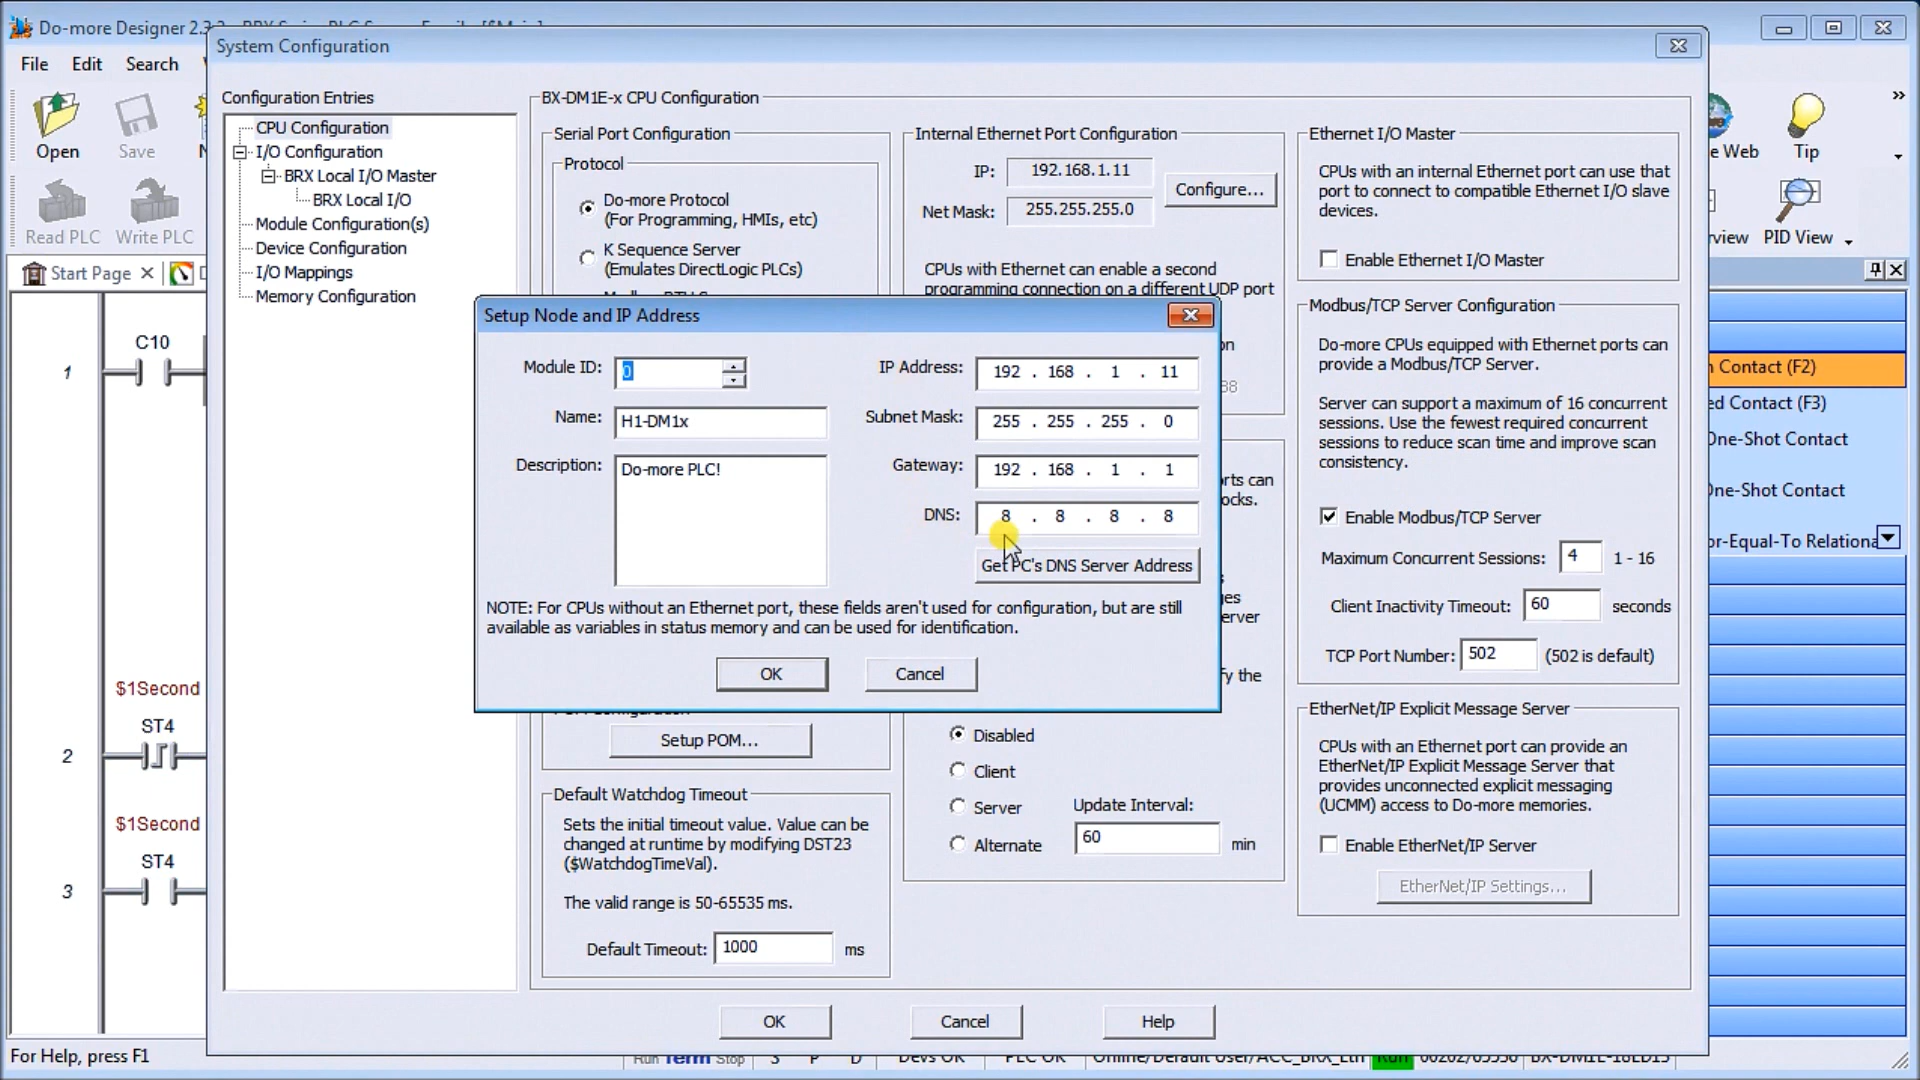 Do-more Designer 2.3
System Configuration
File Edit Search
Open Save
Read PLC Write PLC
Start Page
Configuration Entries
CPU Configuration
I/O Configuration
BRX Local I/O Master
BRX Local I/O
Module Configuration(s)
Device Configuration
I/O Mappings
Memory Configuration
BX-DM1E-x CPU Configuration
Serial Port Configuration
Protocol
Do-more Protocol
(For Programming, HMIs, etc)
K Sequence Server
(Emulates DirectLogic PLCs)
Internal Ethernet Port Configuration
IP: 192.168.1.11
Configure...
Net Mask: 255.255.255.0
CPUs with Ethernet can enable a second
programming connection on a different UDP port
Ethernet I/O Master
CPUs with an internal Ethernet port can use that
port to connect to compatible Ethernet I/O slave
devices.
Enable Ethernet I/O Master
Modbus/TCP Server Configuration
Do-more CPUs equipped with Ethernet ports can
provide a Modbus/TCP Server.
Server can support a maximum of 16 concurrent
sessions. Use the fewest required concurrent
sessions to reduce scan time and improve scan
consistency.
Enable Modbus/TCP Server
Maximum Concurrent Sessions: 4 1 - 16
Client Inactivity Timeout: 60 seconds
TCP Port Number: 502 (502 is default)
EtherNet/IP Explicit Message Server
CPUs with an Ethernet port can provide an
EtherNet/IP Explicit Message Server that
provides unconnected explicit messaging
(UCMM) access to Do-more memories.
Enable EtherNet/IP Server
EtherNet/IP Settings...
Setup Node and IP Address
Module ID: 0
Name: H1-DM1x
Description: Do-more PLC!
IP Address: 192 . 168 . 1 . 11
Subnet Mask: 255 . 255 . 255 . 0
Gateway: 192 . 168 . 1 . 1
DNS: 8 . 8 . 8 . 8
Get PC's DNS Server Address
NOTE: For CPUs without an Ethernet port, these fields aren't used for configuration, but are still
available as variables in status memory and can be used for identification.
OK Cancel
Setup POM...
Default Watchdog Timeout
Sets the initial timeout value. Value can be
changed at runtime by modifying DST23
($WatchdogTimeVal).
The valid range is 50-65535 ms.
Default Timeout: 1000 ms
Disabled
Client
Server
Alternate
Update Interval:
60 min
OK Cancel Help
Web Tip
PID View
Contact (F2)
Contact (F3)
One-Shot Contact
One-Shot Contact
or-Equal-To Relational
C10
1
$1Second
ST4
2
$1Second
ST4
3
For Help, press F1
Run Term Stop
Devs OK PLC OK